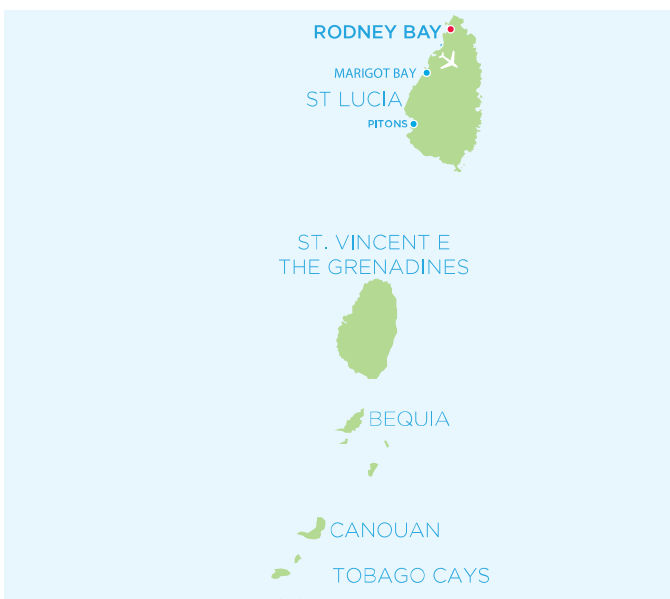 RODNEY BAY
MARIGOT BAY
ST LUCIA
PITONS
ST. VINCENT E
THE GRENADINES
BEQUIA
CANOUAN
TOBAGO CAYS